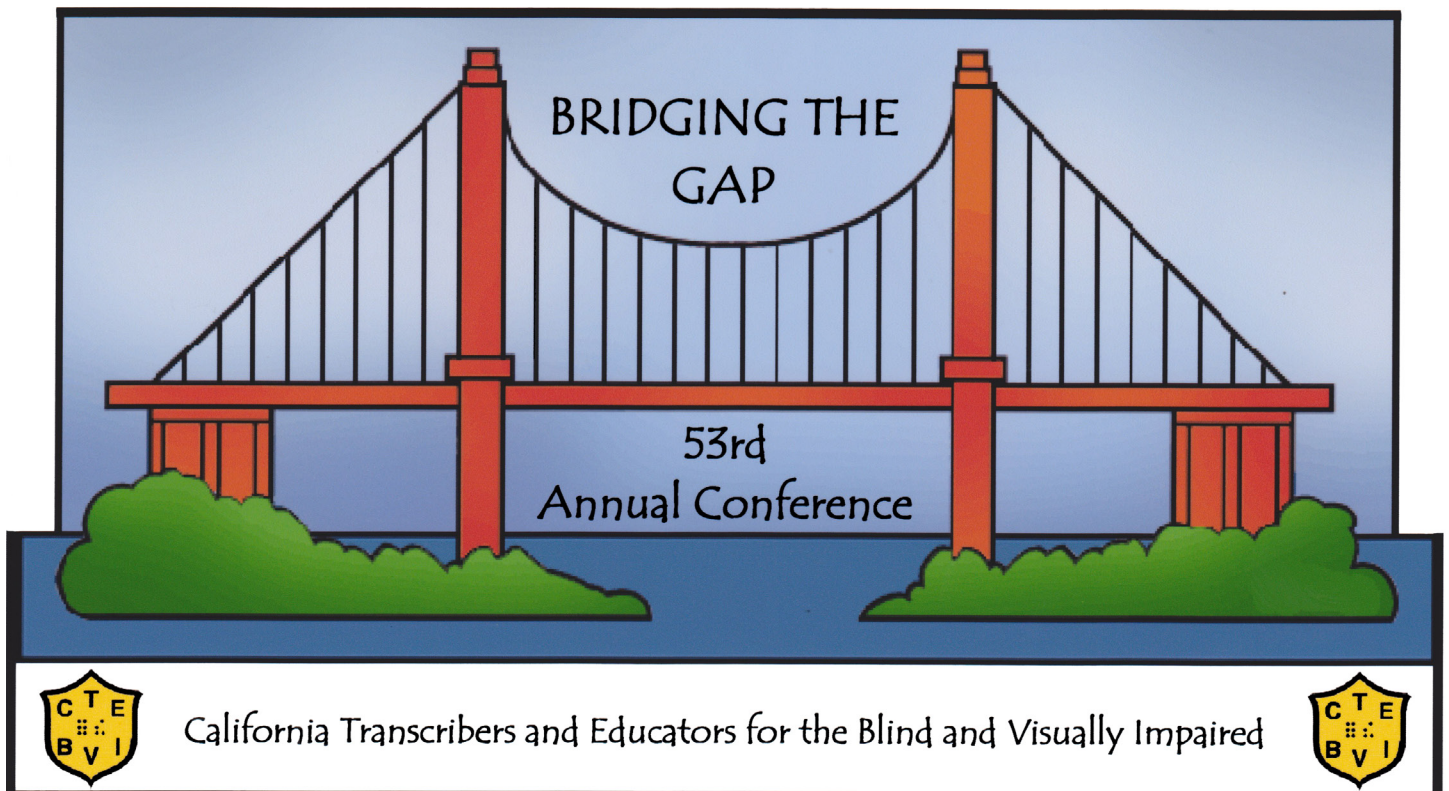 BRIDGING THE
GAP
53rd
Annual Conference
C T E
B V I
California Transcribers and Educators for the Blind and Visually Impaired
C T E
B V I